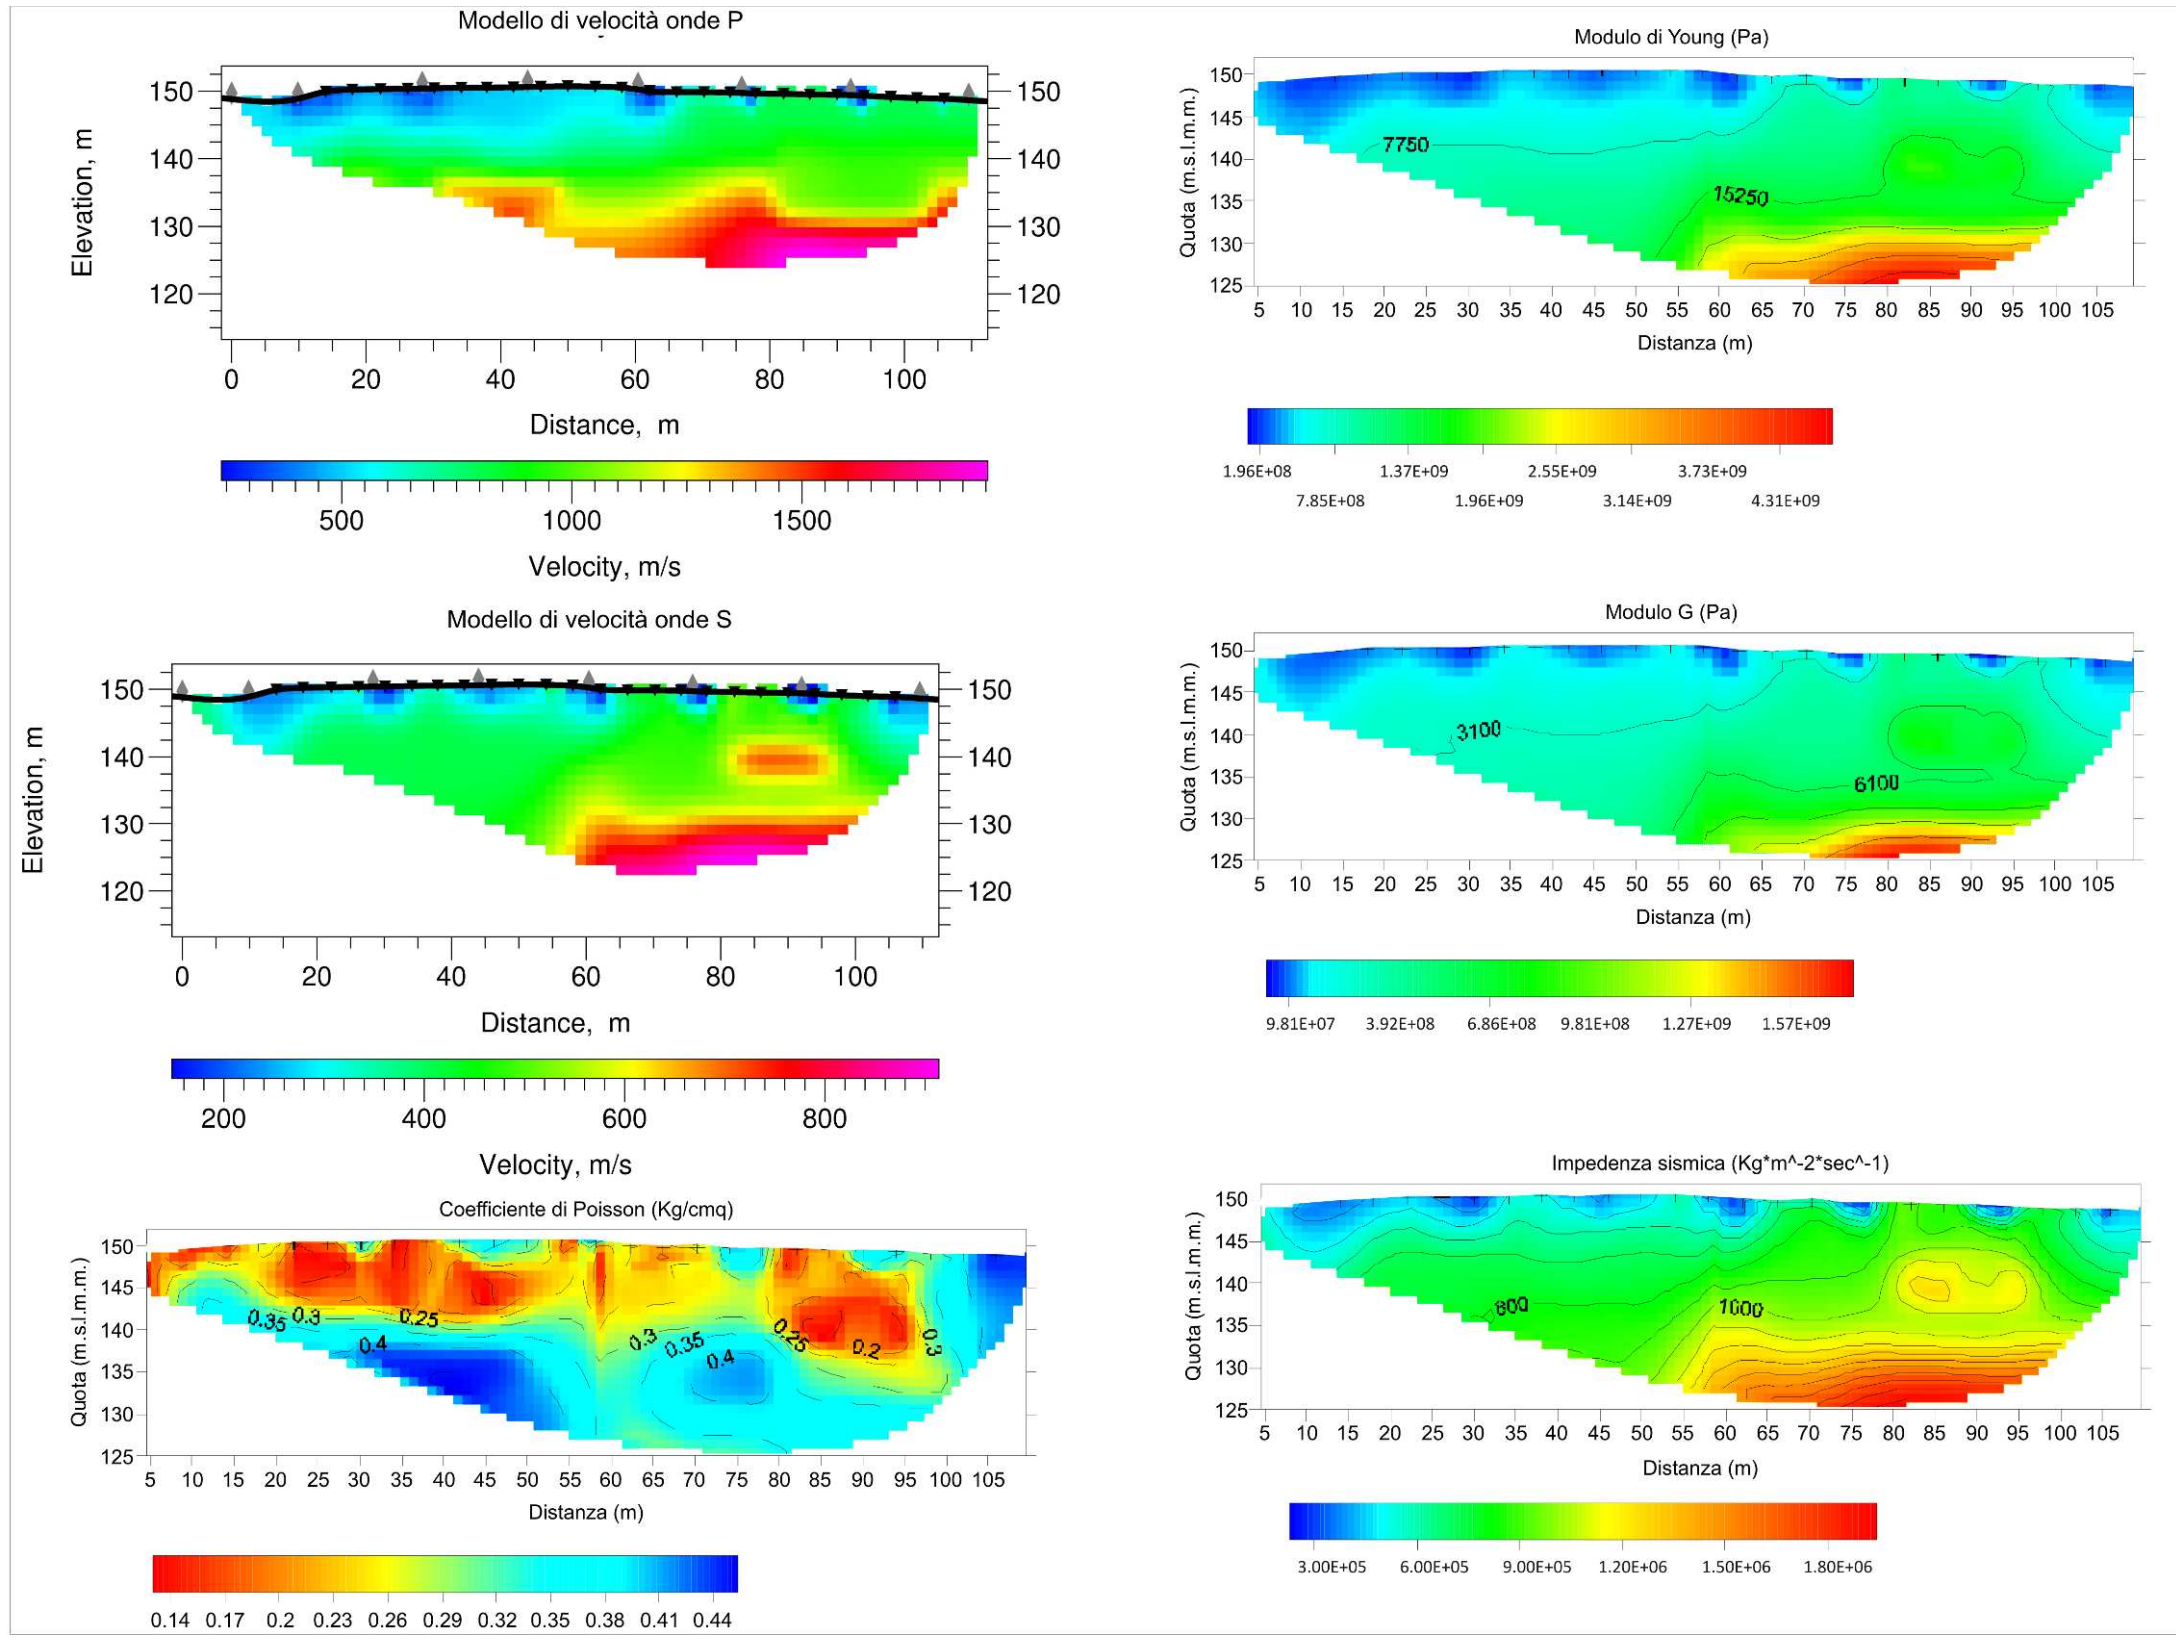 Modello di velocità onde P
150 150
140 140
130 130
120 120
Elevation, m
0 20 40 60 80 100
Distance, m
500 1000 1500
Velocity, m/s
Modello di velocità onde S
150 150
140 140
130 130
120 120
Elevation, m
0 20 40 60 80 100
Distance, m
200 400 600 800
Velocity, m/s
Coefficiente di Poisson (Kg/cmq)
150
145
140
135
130
125
Quota (m.s.l.m.m.)
0.35 0.3 0.25 0.4 0.3 0.35 0.4 0.25 0.2 0.3
5 10 15 20 25 30 35 40 45 50 55 60 65 70 75 80 85 90 95 100 105
Distanza (m)
0.14 0.17 0.2 0.23 0.26 0.29 0.32 0.35 0.38 0.41 0.44
Modulo di Young (Pa)
150
145
140
135
130
125
Quota (m.s.l.m.m.)
7750
15250
5 10 15 20 25 30 35 40 45 50 55 60 65 70 75 80 85 90 95 100 105
Distanza (m)
1.96E+08 1.37E+09 2.55E+09 3.73E+09
7.85E+08 1.96E+09 3.14E+09 4.31E+09
Modulo G (Pa)
150
145
140
135
130
125
Quota (m.s.l.m.m.)
3100
6100
5 10 15 20 25 30 35 40 45 50 55 60 65 70 75 80 85 90 95 100 105
Distanza (m)
9.81E+07 3.92E+08 6.86E+08 9.81E+08 1.27E+09 1.57E+09
Impedenza sismica (Kg*m^-2*sec^-1)
150
145
140
135
130
125
Quota (m.s.l.m.m.)
800 1000
5 10 15 20 25 30 35 40 45 50 55 60 65 70 75 80 85 90 95 100 105
Distanza (m)
3.00E+05 6.00E+05 9.00E+05 1.20E+06 1.50E+06 1.80E+06